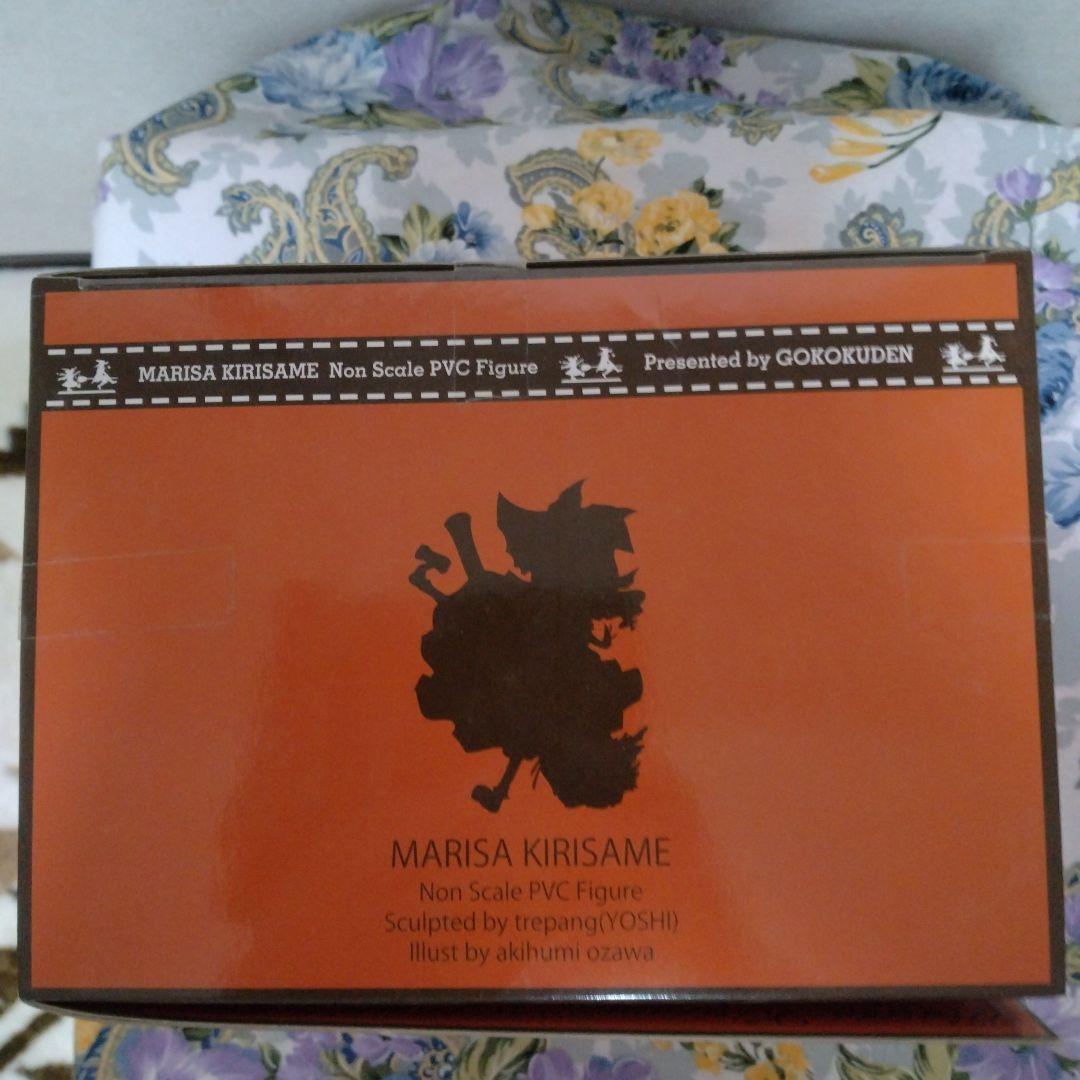 MARISA KIRISAME Non Scale PVC Figure Presented by GOKOKUDEN
MARISA KIRISAME
Non Scale PVC Figure
Sculpted by trepang(YOSHI)
Illust by akihumi ozawa